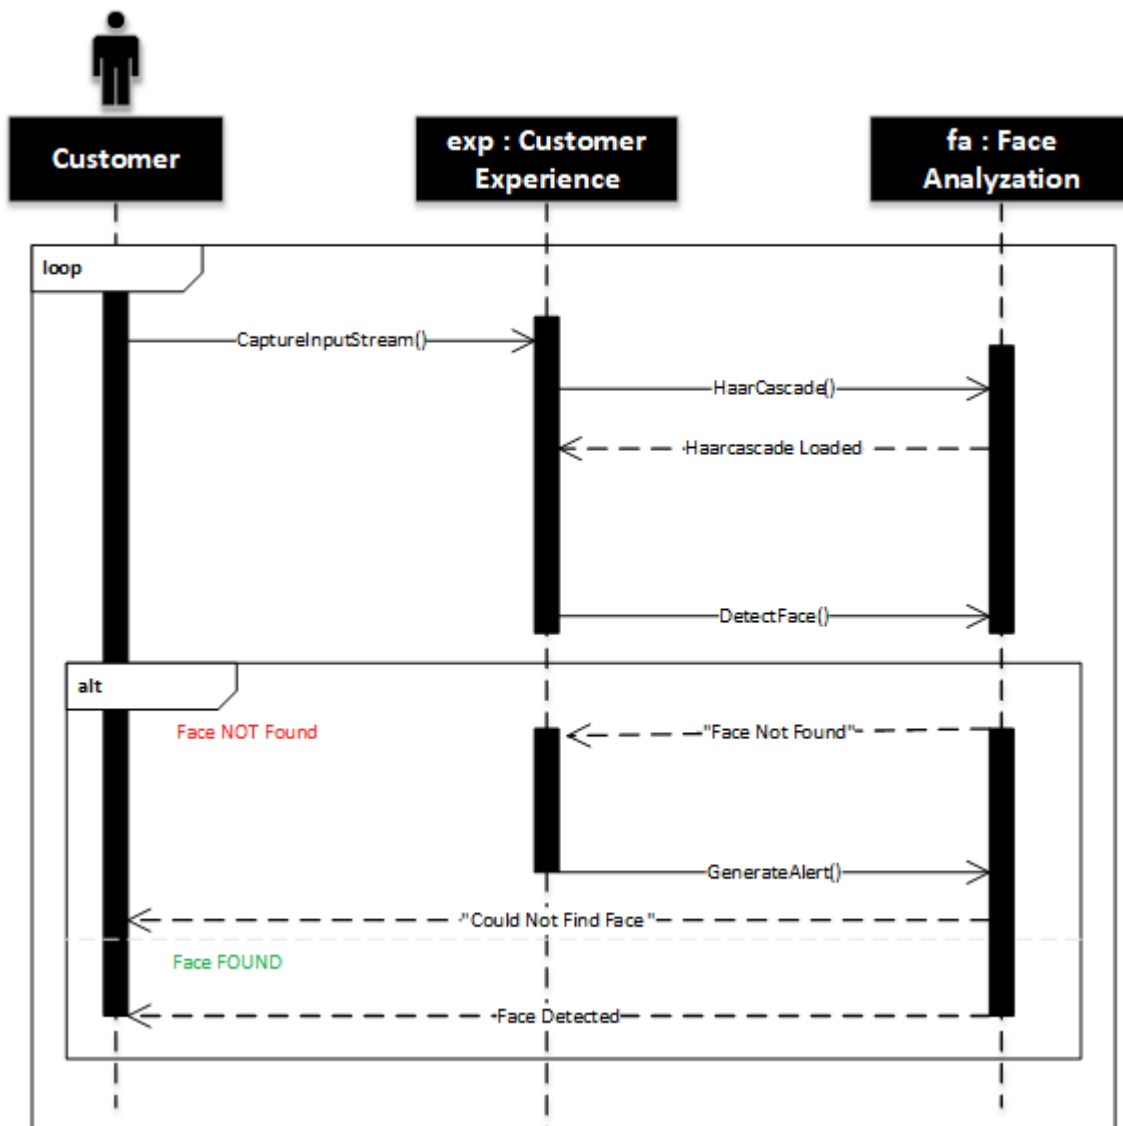 Customer
exp : Customer
Experience
fa : Face
Analyzation
loop
CaptureInputStream()
HaarCascade()
Haarcascade Loaded
DetectFace()
alt
Face NOT Found
"Face Not Found"
GenerateAlert()
"Could Not Find Face"
Face FOUND
Face Detected